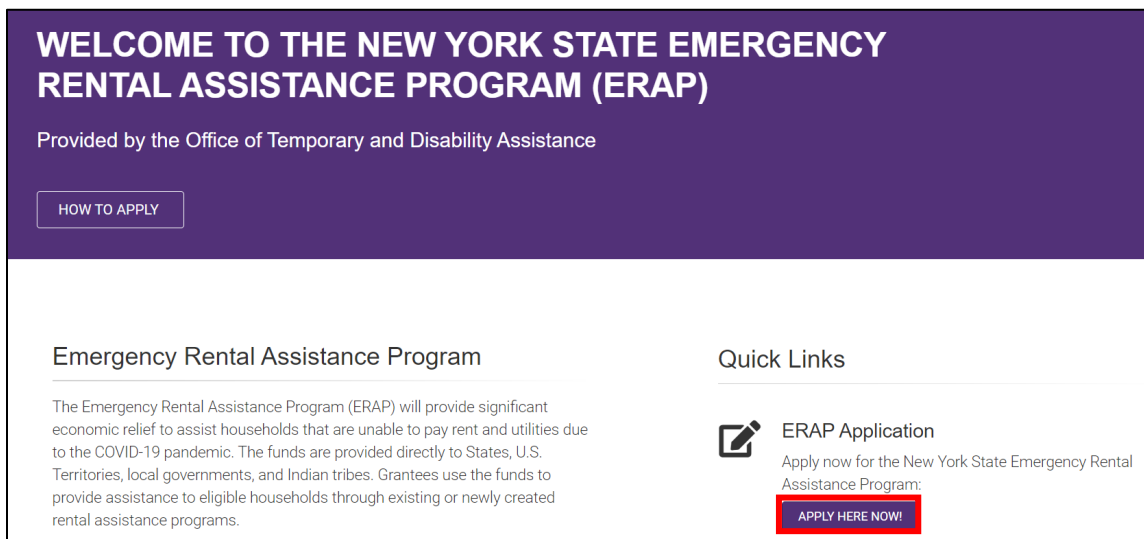 WELCOME TO THE NEW YORK STATE EMERGENCY
RENTAL ASSISTANCE PROGRAM (ERAP)
Provided by the Office of Temporary and Disability Assistance
HOW TO APPLY
Emergency Rental Assistance Program
The Emergency Rental Assistance Program (ERAP) will provide significant
economic relief to assist households that are unable to pay rent and utilities due
to the COVID-19 pandemic. The funds are provided directly to States, U.S.
Territories, local governments, and Indian tribes. Grantees use the funds to
provide assistance to eligible households through existing or newly created
rental assistance programs.
Quick Links
ERAP Application
Apply now for the New York State Emergency Rental
Assistance Program:
APPLY HERE NOW!